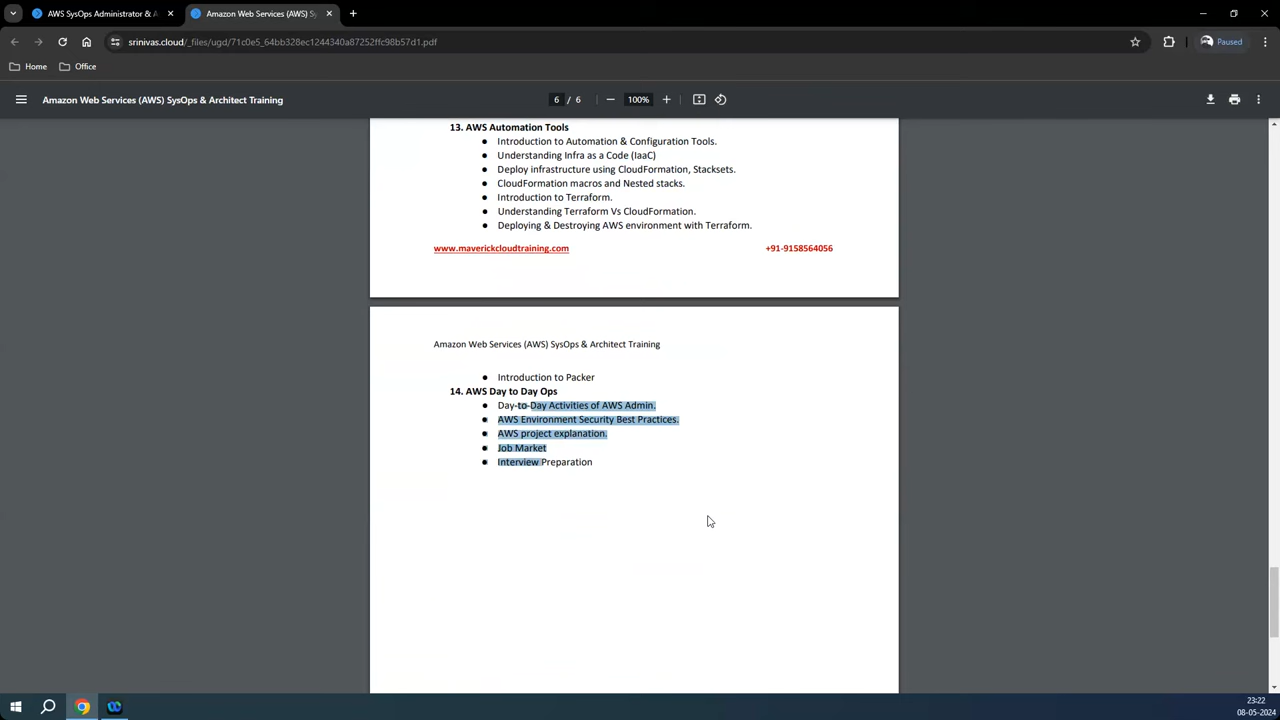 AWS SysOps Administrator & A
Amazon Web Services (AWS) Sy
srinivas.cloud/_files/ugd/71c0e5_64bb328ec1244340a87252ffc98b57d1.pdf
Paused
Home
Office
Amazon Web Services (AWS) SysOps & Architect Training
6 / 6
100%
13. AWS Automation Tools
● Introduction to Automation & Configuration Tools.
● Understanding Infra as a Code (IaaC)
● Deploy infrastructure using CloudFormation, Stacksets.
● CloudFormation macros and Nested stacks.
● Introduction to Terraform.
● Understanding Terraform Vs CloudFormation.
● Deploying & Destroying AWS environment with Terraform.
www.maverickcloudtraining.com +91-9158564056
Amazon Web Services (AWS) SysOps & Architect Training
● Introduction to Packer
14. AWS Day to Day Ops
● Day-to-Day Activities of AWS Admin.
● AWS Environment Security Best Practices.
● AWS project explanation.
● Job Market
● Interview Preparation
23:22
08-05-2024